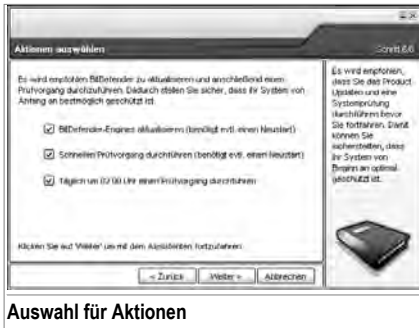 Aktionen auswählen
Schritt 6/6
Es wird empfohlen BitDefender zu aktualisieren und anschließend einen
Prüfvorgang durchzuführen. Dadurch stellen Sie sicher, dass ihr System von
Anfang an bestmöglich geschützt ist.
BitDefender-Engines aktualisieren (benötigt evtl. einen Neustart)
Schnellen Prüfvorgang durchführen (benötigt evtl. einen Neustart)
Täglich um 02:00 Uhr einen Prüfvorgang durchführen
Klicken Sie auf 'Weiter' um mit dem Assistenten fortzufahren.
< Zurück
Weiter >
Abbrechen
Es wird empfohlen,
dass Sie das Product
Updaten und eine
Systemprüfung
durchführen bevor
Sie fortfahren. Damit
können Sie
sicherstellen, dass
ihr System von
Beginn an optimal
geschützt ist.
Auswahl für Aktionen